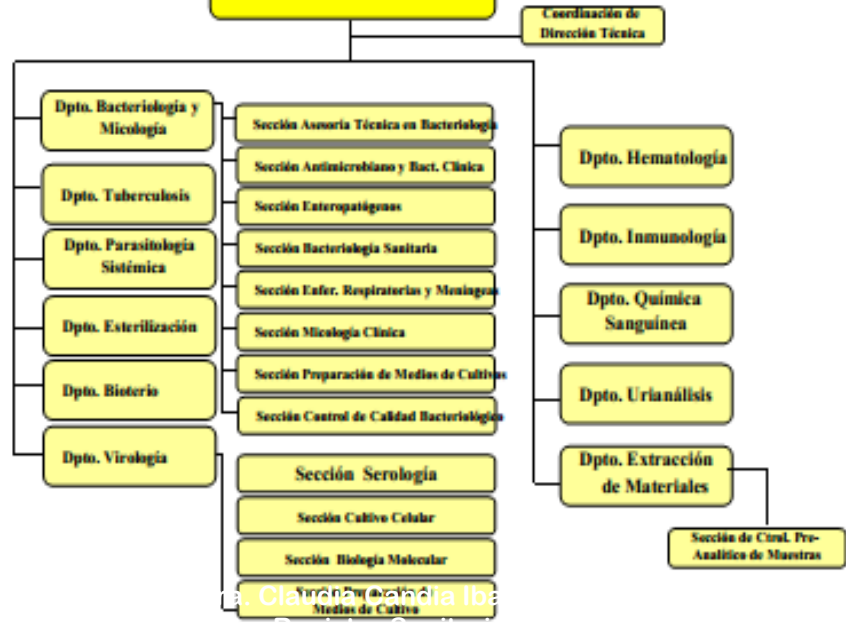 Coordinación de
Dirección Técnica
Dpto. Bacteriología y
Micología
Dpto. Tuberculosis
Dpto. Parasitología
Sistémica
Dpto. Esterilización
Dpto. Bioterio
Dpto. Virología
Sección Asesoría Técnica en Bacteriología
Sección Antimicrobiano y Bact. Clínica
Sección Enteropatógenos
Sección Bacteriología Sanitaria
Sección Enfer. Respiratorias y Meníngeas
Sección Micología Clínica
Sección Preparación de Medios de Cultivos
Sección Control de Calidad Bacteriológico
Sección Serología
Sección Cultivo Celular
Sección Biología Molecular
Sección Preparación de
Medios de Cultivo
Dpto. Hematología
Dpto. Inmunología
Dpto. Química
Sanguínea
Dpto. Urianálisis
Dpto. Extracción
de Materiales
Sección de Ctrol. Pre-
Analítico de Muestras
Claudia Candia